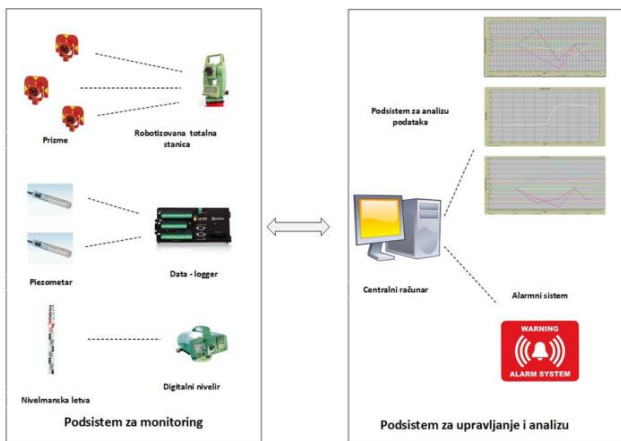 Prizme
Robotizovana totalna
stanica
Piezometar
Data - logger
Nivelmanska letva
Digitalni nivelir
Podsistem za monitoring
Podsistem za analizu
podataka
Centralni računar
Alarmni sistem
WARNING
ALARM SYSTEM
Podsistem za upravljanje i analizu